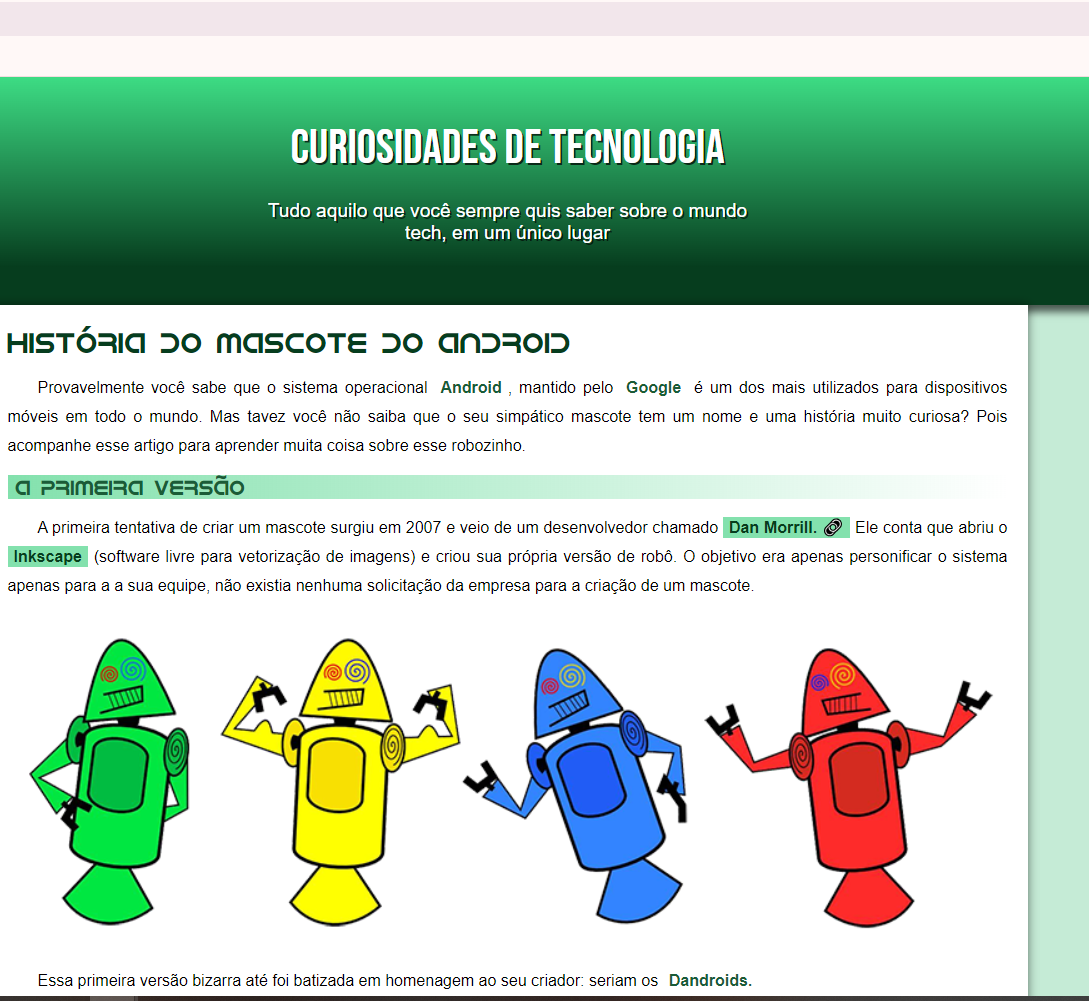 CURIOSIDADES DE TECNOLOGIA
Tudo aquilo que você sempre quis saber sobre o mundo
tech, em um único lugar
HISTÓRIA DO MASCOTE DO ANDROID
Provavelmente você sabe que o sistema operacional Android , mantido pelo Google é um dos mais utilizados para dispositivos
móveis em todo o mundo. Mas tavez você não saiba que o seu simpático mascote tem um nome e uma história muito curiosa? Pois
acompanhe esse artigo para aprender muita coisa sobre esse robozinho.
A PRIMEIRA VERSÃO
A primeira tentativa de criar um mascote surgiu em 2007 e veio de um desenvolvedor chamado Dan Morrill. Ele conta que abriu o
Inkscape (software livre para vetorização de imagens) e criou sua própria versão de robô. O objetivo era apenas personificar o sistema
apenas para a a sua equipe, não existia nenhuma solicitação da empresa para a criação de um mascote.
Essa primeira versão bizarra até foi batizada em homenagem ao seu criador: seriam os Dandroids.